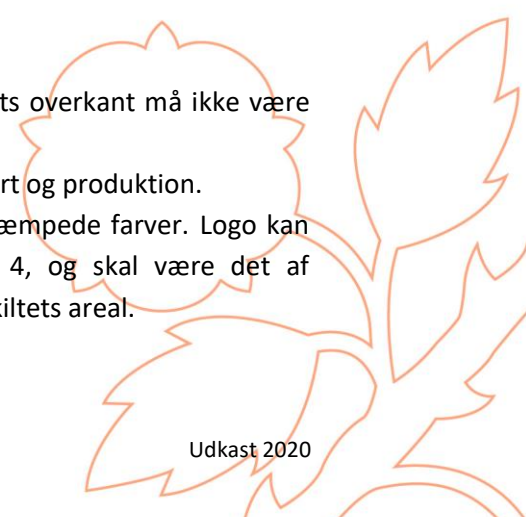 ts overkant må ikke være
rt og produktion.
æmpede farver. Logo kan
4, og skal være det af
kiltets areal.
Udkast 2020